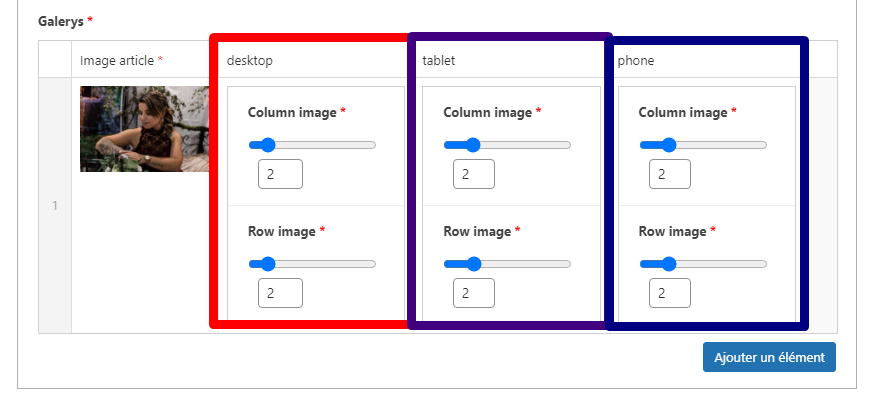 Galerys *
Image article *
desktop
tablet
phone
1
Column image *
2
Row image *
2
Column image *
2
Row image *
2
Column image *
2
Row image *
2
Ajouter un élément